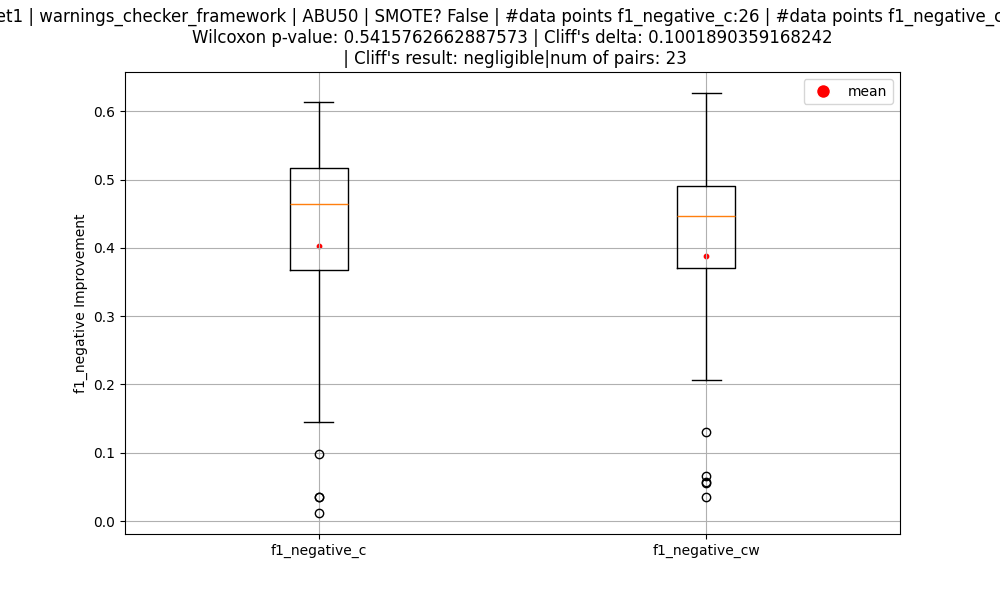 | warnings_checker_framework | ABU50 | SMOTE? False | #data points f1_negative_c:26 | #data points
Wilcoxon p-value: 0.5415762662887573 | Cliff's delta: 0.1001890359168242
| Cliff's result: negligible|num of pairs: 23
mean
0.6
0.5
0.4
0.3
0.2
0.1
0.0
f1_negative Improvement
f1_negative_c
f1_negative_cw